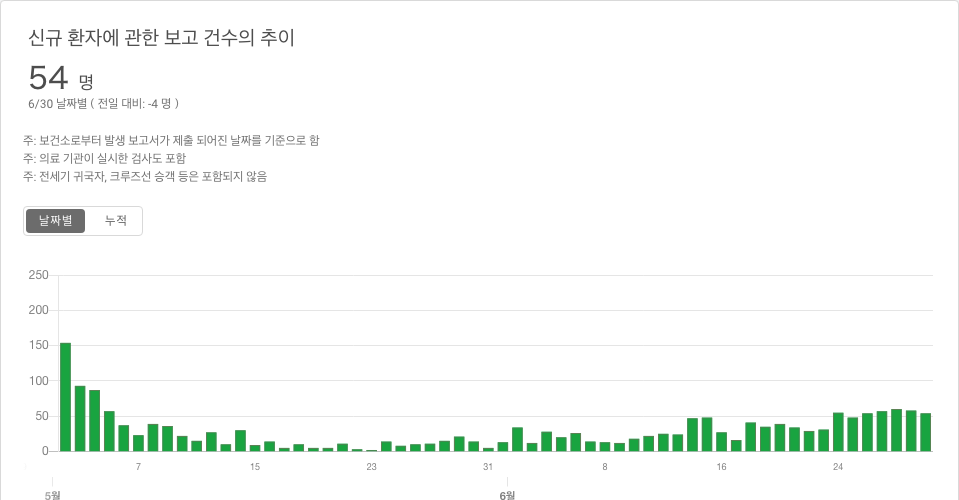 신규 환자에 관한 보고 건수의 추이
54 명
6/30 날짜별 ( 전일 대비: -4 명 )
주: 보건소로부터 발생 보고서가 제출 되어진 날짜를 기준으로 함
주: 의료 기관이 실시한 검사도 포함
주: 전세기 귀국자, 크루즈선 승객 등은 포함되지 않음
날짜별 누적
250
200
150
100
50
0
7 15 23 31 8 16 24
5월 6월